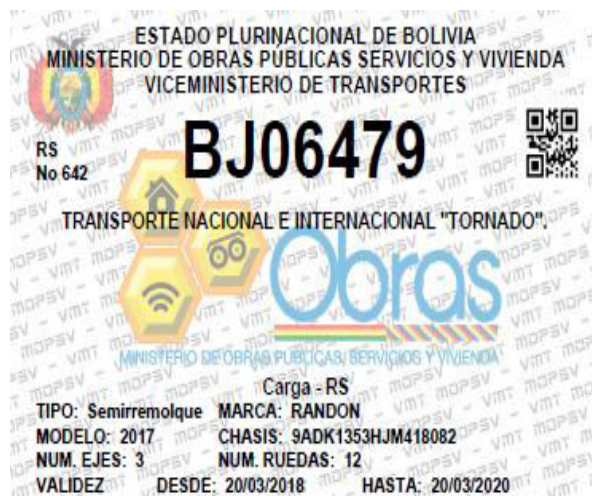 ESTADO PLURINACIONAL DE BOLIVIA
MINISTERIO DE OBRAS PÚBLICAS SERVICIOS Y VIVIENDA
VICEMINISTERIO DE TRANSPORTES
RS
No 642
BJ06479
TRANSPORTE NACIONAL E INTERNACIONAL "TORNADO".
Obras
MINISTERIO DE OBRAS PÚBLICAS, SERVICIOS Y VIVIENDA
Carga - RS
TIPO: Semirremolque MARCA: RANDON
MODELO: 2017 CHASIS: 9ADK1353HJM418082
NUM. EJES: 3 NUM. RUEDAS: 12
VALIDEZ DESDE: 20/03/2018 HASTA: 20/03/2020